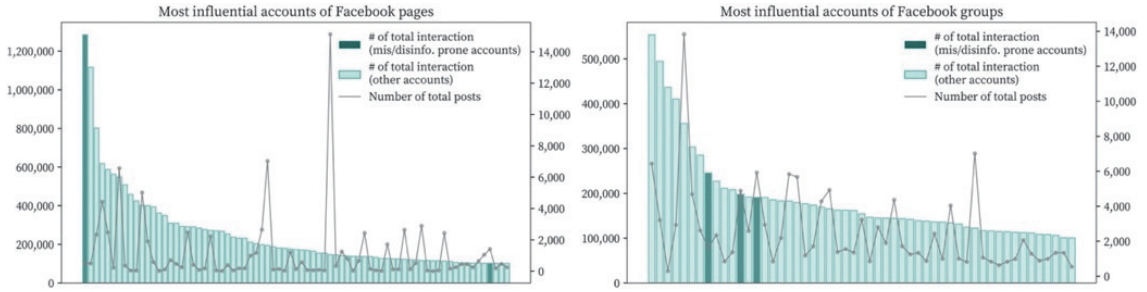 Most influential accounts of Facebook pages
1,200,000
1,000,000
800,000
600,000
400,000
200,000
0
# of total interaction
(mis/disinfo. prone accounts)
# of total interaction
(other accounts)
Number of total posts
14,000
12,000
10,000
8,000
6,000
4,000
2,000
0
Most influential accounts of Facebook groups
500,000
400,000
300,000
200,000
100,000
0
# of total interaction
(mis/disinfo. prone accounts)
# of total interaction
(other accounts)
Number of total posts
14,000
12,000
10,000
8,000
6,000
4,000
2,000
0